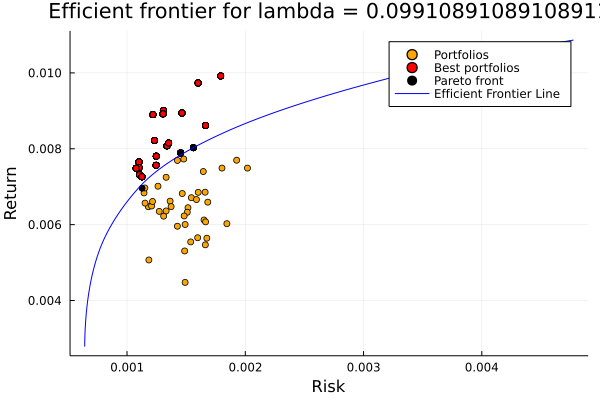 Efficient frontier for lambda = 0.0991089108910891
Portfolios
Best portfolios
Pareto front
Efficient Frontier Line
Return
0.010
0.008
0.006
0.004
0.001
0.002
0.003
0.004
Risk